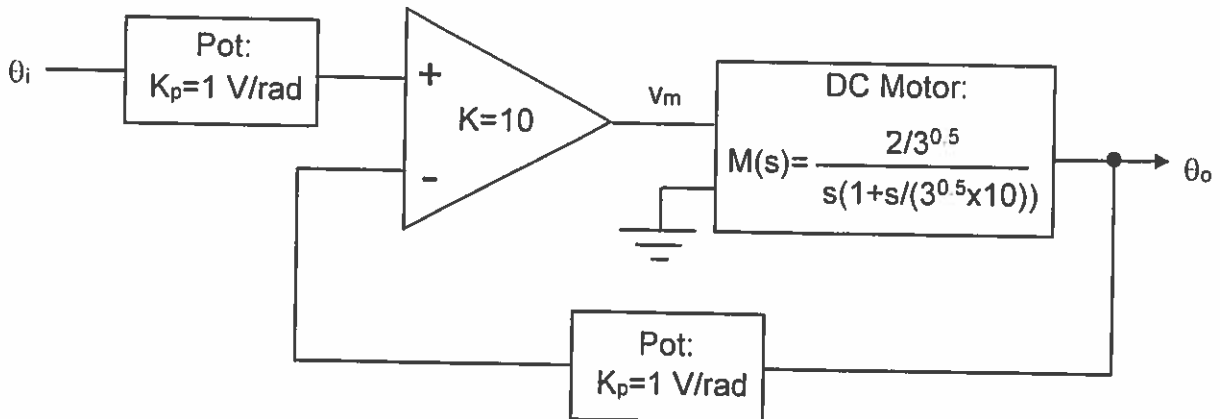 θi
Pot:
Kp=1 V/rad
+
-
K=10
vm
DC Motor:
M(s)= 2/3^0.5
s(1+s/(3^0.5x10))
θo
Pot:
Kp=1 V/rad